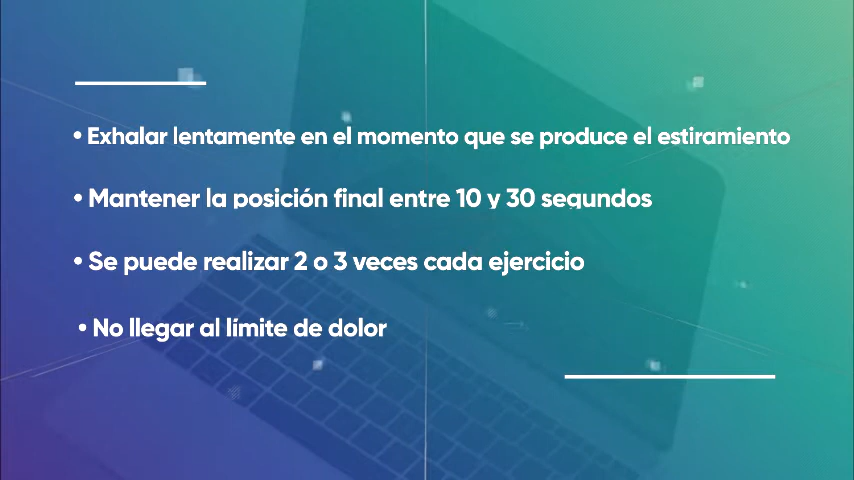 • Exhalar lentamente en el momento que se produce el estiramiento
• Mantener la posición final entre 10 y 30 segundos
• Se puede realizar 2 o 3 veces cada ejercicio
• No llegar al límite de dolor